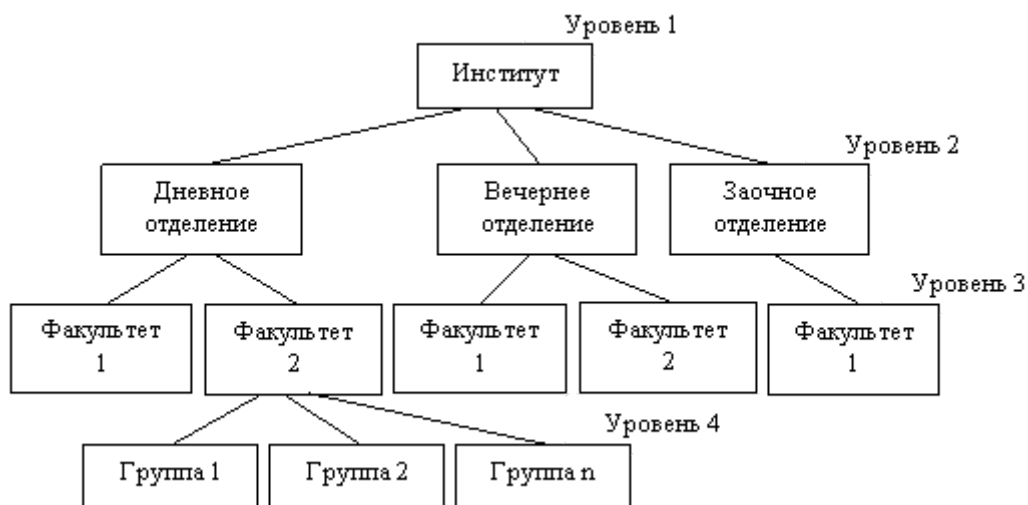 Уровень 1
Институт
Уровень 2
Дневное
отделение
Вечернее
отделение
Заочное
отделение
Уровень 3
Факультет
1
Факультет
2
Факультет
1
Факультет
2
Факультет
1
Уровень 4
Группа 1
Группа 2
Группа n